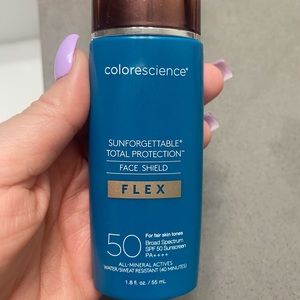 colorescience®
SUNFORGETTABLE®
TOTAL PROTECTION™
FACE SHIELD
FLEX
50
For fair skin tones
Broad Spectrum
SPF 50 Sunscreen
PA++++
ALL-MINERAL ACTIVES
WATER/SWEAT RESISTANT (40 MINUTES)
1.8 fl. oz. / 55 mL